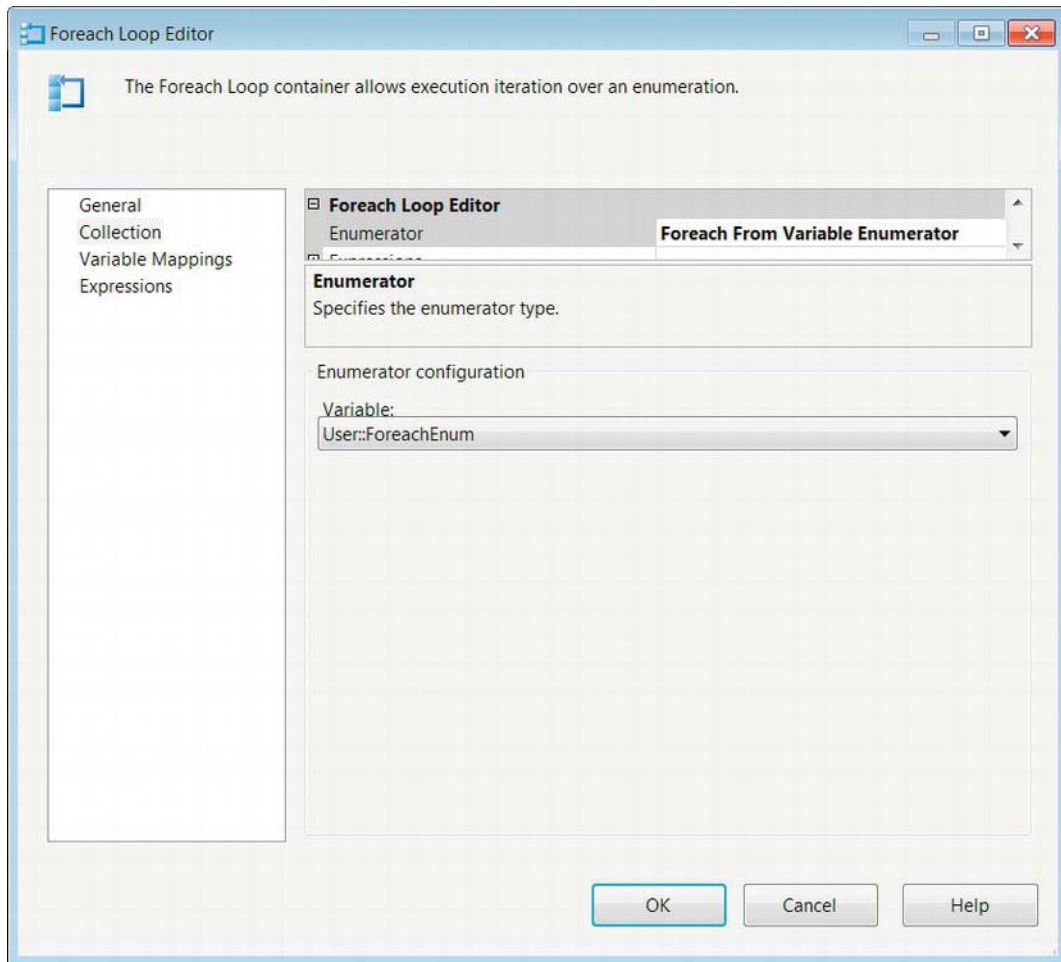 Foreach Loop Editor
The Foreach Loop container allows execution iteration over an enumeration.
General
Collection
Variable Mappings
Expressions
Foreach Loop Editor
Enumerator Foreach From Variable Enumerator
Expressions
Enumerator
Specifies the enumerator type.
Enumerator configuration
Variable:
User::ForeachEnum
OK Cancel Help